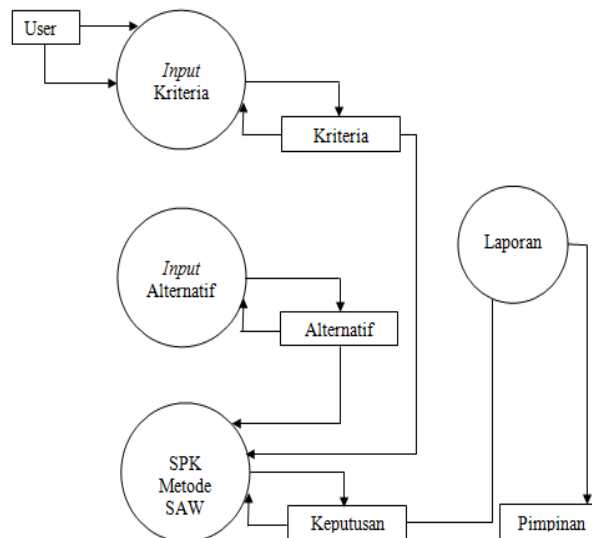 User
Input
Kriteria
Kriteria
Laporan
Input
Alternatif
Alternatif
SPK
Metode
SAW
Keputusan
Pimpinan